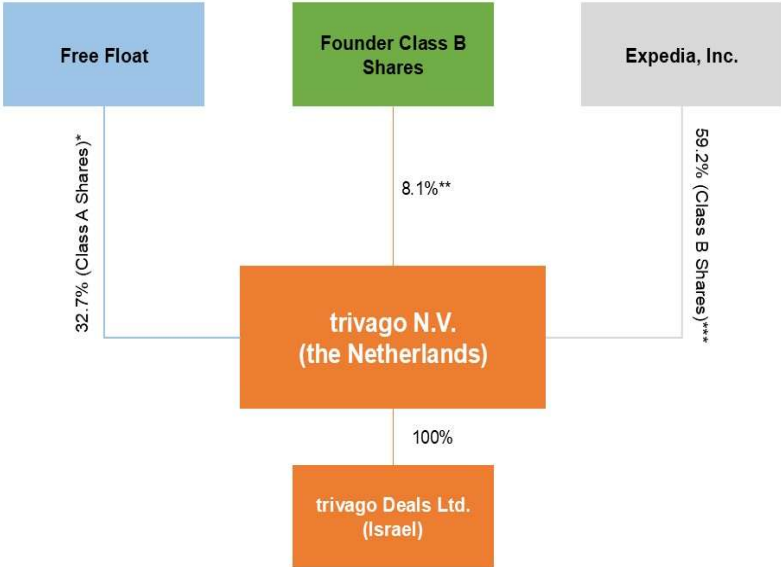 Free Float
Founder Class B
Shares
Expedia, Inc.
32.7% (Class A Shares)*
8.1%**
59.2% (Class B Shares)***
trivago N.V.
(the Netherlands)
100%
trivago Deals Ltd.
(Israel)